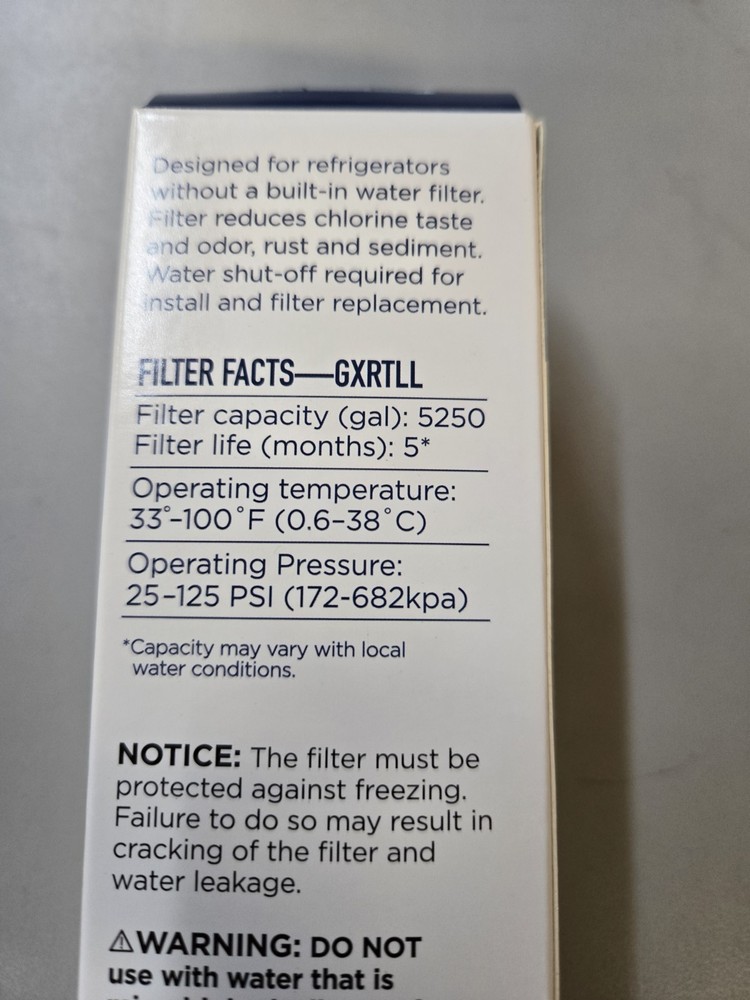 Designed for refrigerators
without a built-in water filter.
Filter reduces chlorine taste
and odor, rust and sediment.
Water shut-off required for
install and filter replacement.
FILTER FACTS—GXRTLL
Filter capacity (gal): 5250
Filter life (months): 5*
Operating temperature:
33°–100°F (0.6–38°C)
Operating Pressure:
25–125 PSI (172-682kpa)
*Capacity may vary with local
water conditions.
NOTICE: The filter must be
protected against freezing.
Failure to do so may result in
cracking of the filter and
water leakage.
⚠WARNING: DO NOT
use with water that is